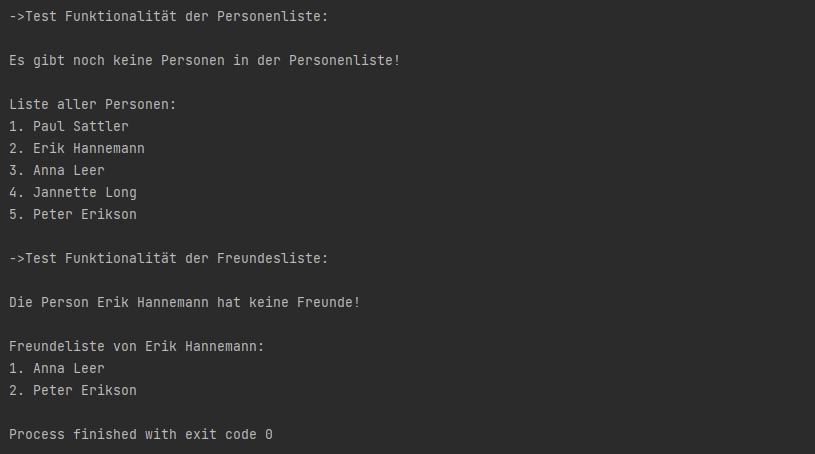 ->Test Funktionalität der Personenliste:
Es gibt noch keine Personen in der Personenliste!
Liste aller Personen:
1. Paul Sattler
2. Erik Hannemann
3. Anna Leer
4. Jannette Long
5. Peter Erikson
->Test Funktionalität der Freundesliste:
Die Person Erik Hannemann hat keine Freunde!
Freundeliste von Erik Hannemann:
1. Anna Leer
2. Peter Erikson
Process finished with exit code 0